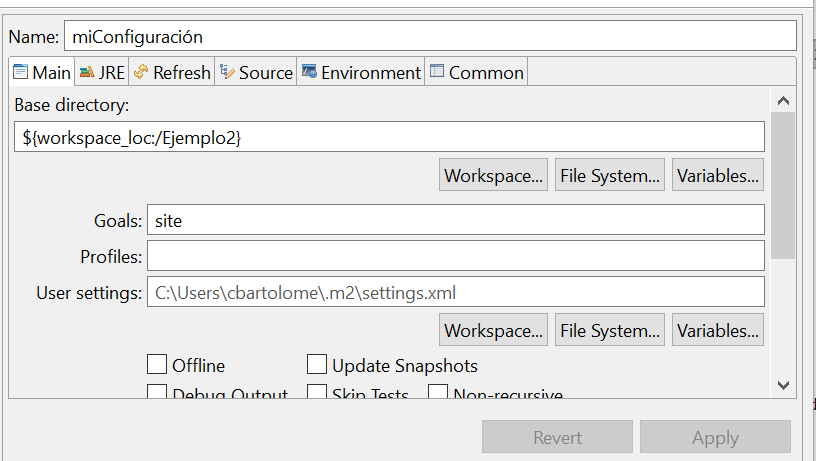 Name: miConfiguración
Main JRE Refresh Source Environment Common
Base directory:
${workspace_loc:/Ejemplo2}
Workspace... File System... Variables...
Goals: site
Profiles:
User settings: C:\Users\cbartolome\.m2\settings.xml
Workspace... File System... Variables...
Offline Update Snapshots
Debug Output Skip Tests Non-recursive
Revert Apply